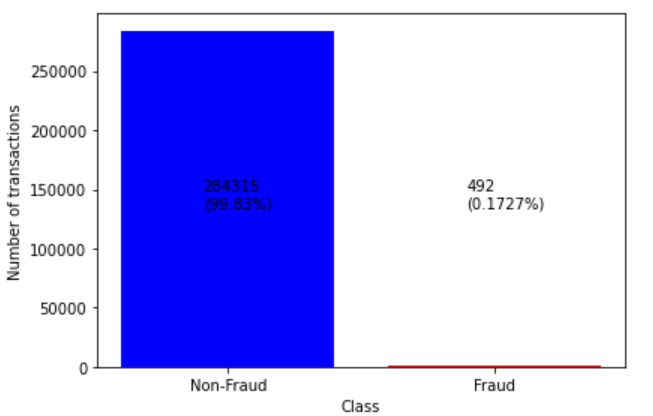 250000
200000
150000
100000
50000
0
Number of transactions
284315
(99.83%)
492
(0.1727%)
Non-Fraud
Fraud
Class